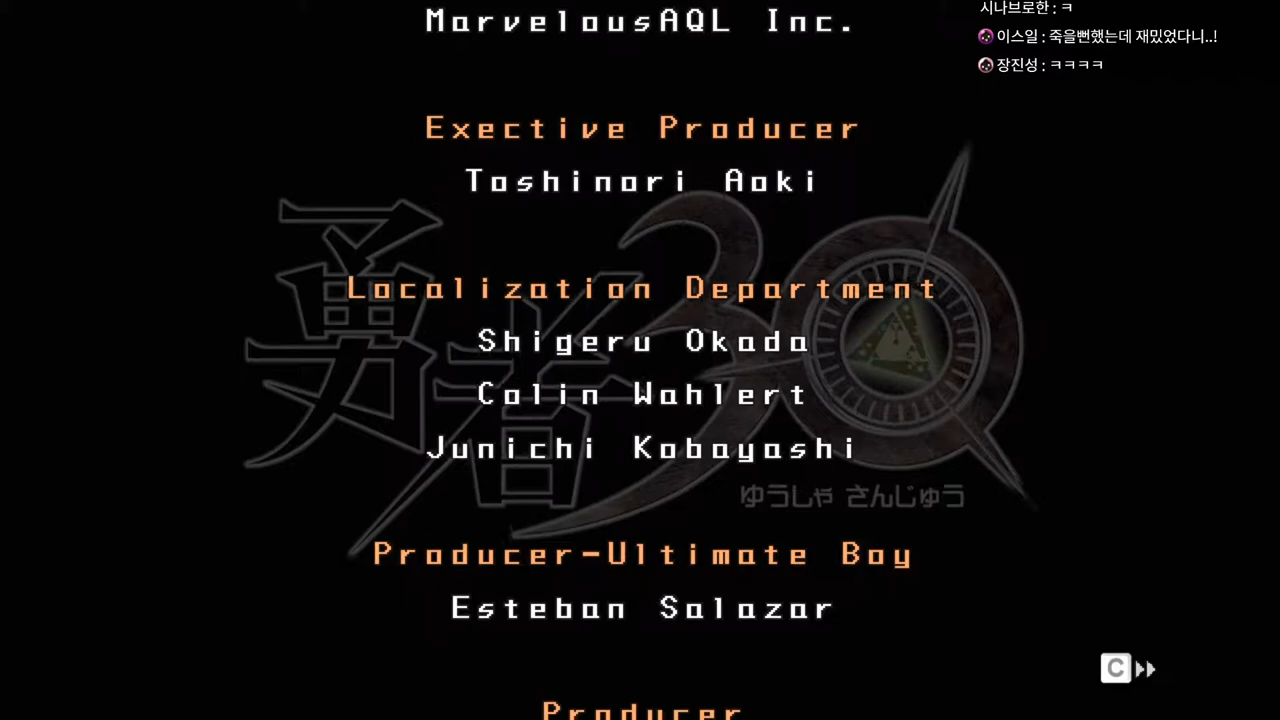 MarvelousAQL Inc.
시나브로한 : ㅋ
이스일 : 죽을뻔했는데 재밌었다니..!
장진성 : ㅋㅋㅋㅋ
Exective Producer
Toshinori Aoki
Localization Department
Shigeru Okada
Colin Wahlert
Junichi Kobayashi
勇者30
ゆうしゃ さんじゅう
Producer-Ultimate Boy
Esteban Salazar
C
Producer